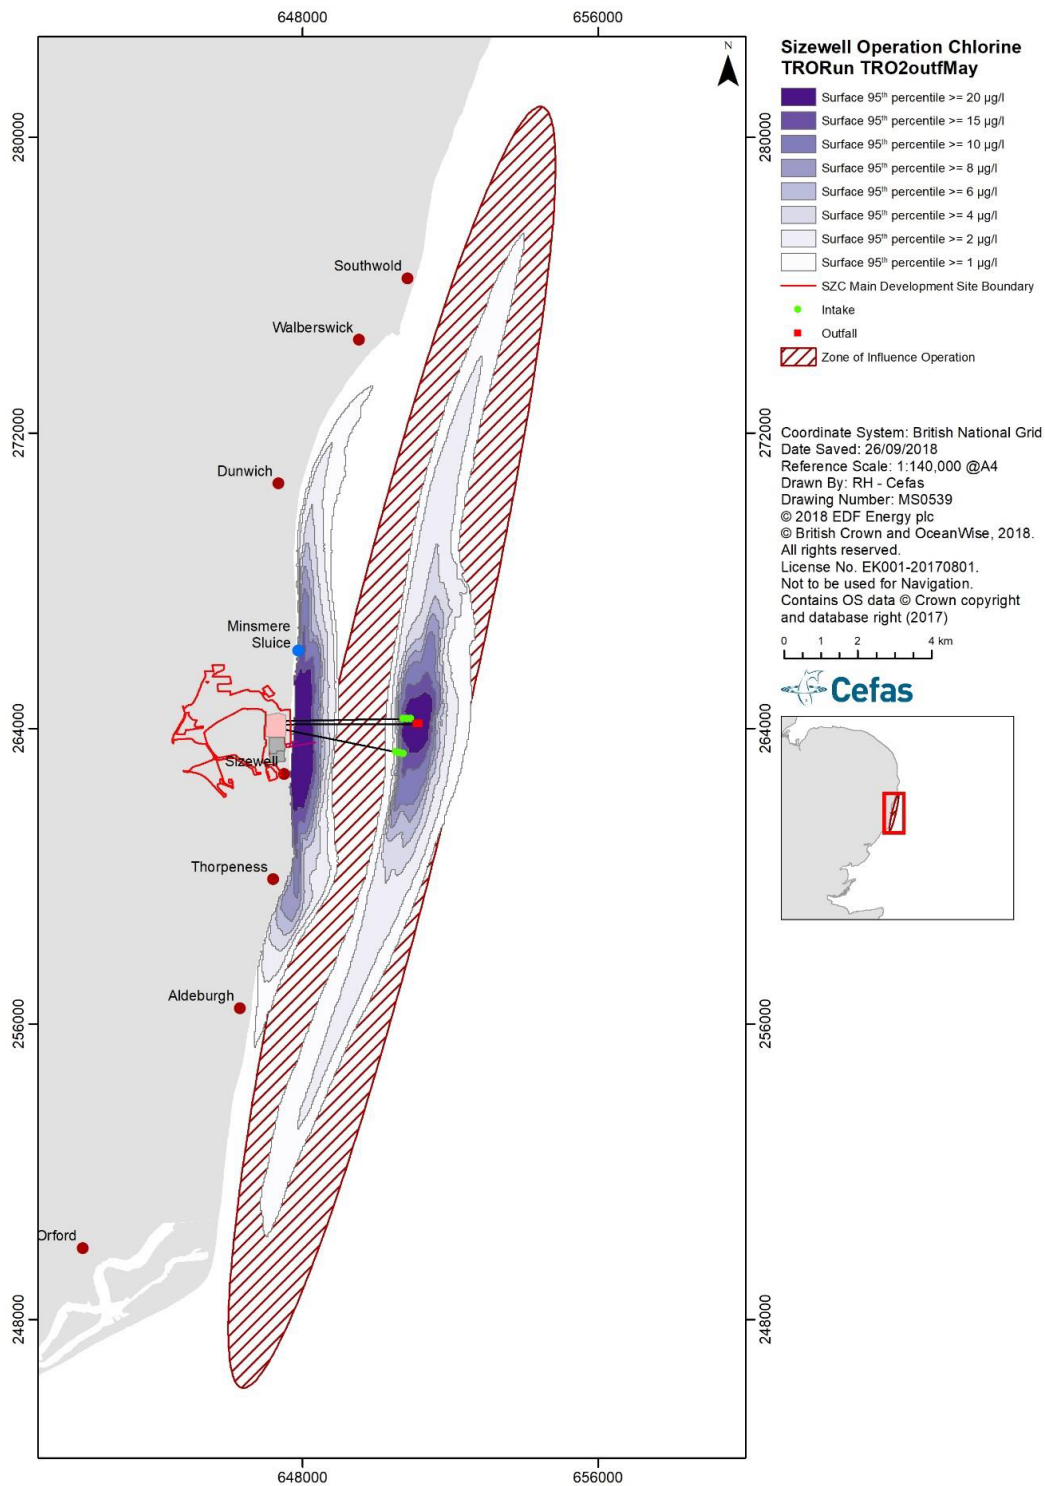 648000
656000
N
Sizewell Operation Chlorine
TRORun TRO2outfMay
Surface 95th percentile >= 20 µg/l
Surface 95th percentile >= 15 µg/l
Surface 95th percentile >= 10 µg/l
Surface 95th percentile >= 8 µg/l
Surface 95th percentile >= 6 µg/l
Surface 95th percentile >= 4 µg/l
Surface 95th percentile >= 2 µg/l
Surface 95th percentile >= 1 µg/l
SZC Main Development Site Boundary
Intake
Outfall
Zone of Influence Operation
Coordinate System: British National Grid
Date Saved: 26/09/2018
Reference Scale: 1:140,000 @A4
Drawn By: RH - Cefas
Drawing Number: MS0539
© 2018 EDF Energy plc
© British Crown and OceanWise, 2018.
All rights reserved.
License No. EK001-20170801.
Not to be used for Navigation.
Contains OS data © Crown copyright
and database right (2017)
0 1 2 4 km
Cefas
280000
280000
Southwold
Walberswick
272000
272000
Dunwich
Minsmere
Sluice
264000
264000
Sizewell
Thorpeness
Aldeburgh
256000
256000
Orford
248000
248000
648000
656000